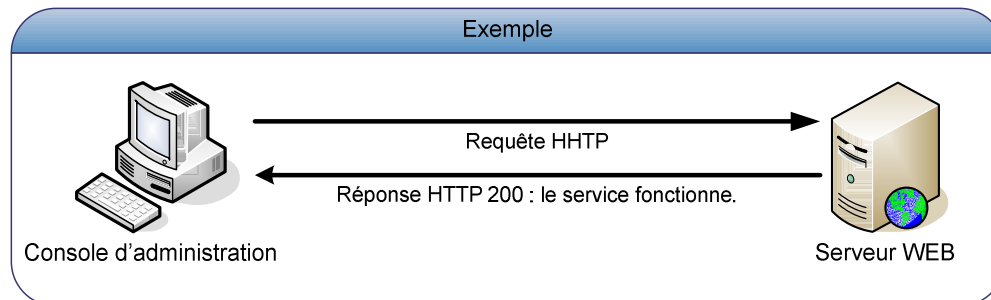 Exemple
Requête HHTP
Réponse HTTP 200 : le service fonctionne.
Console d'administration
Serveur WEB